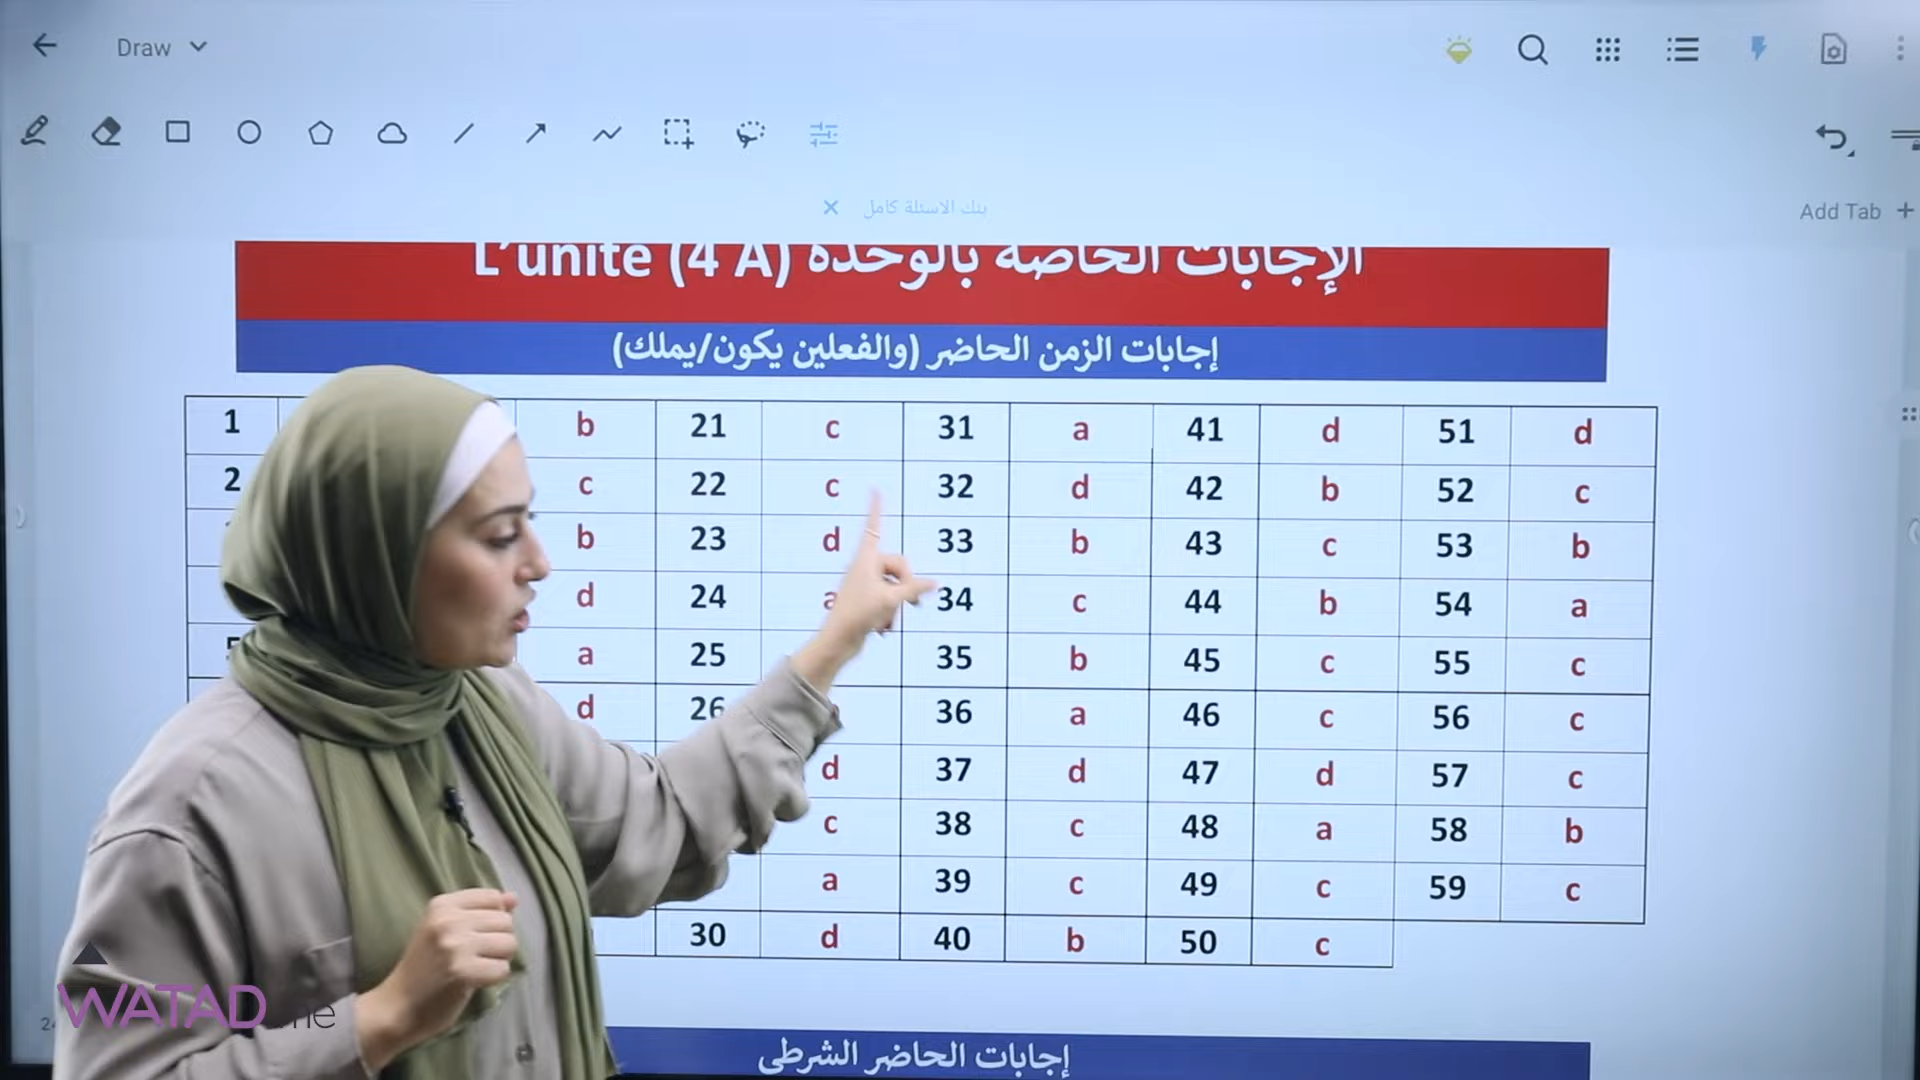 Draw
بنك الاسئلة كامل
Add Tab +
الإجابات الخاصة بالوحدة L'unité (4 A)
إجابات الزمن الحاضر (والفعلين يكون/يملك)
1 b 21 c 31 a 41 d 51 d
2 c 22 c 32 d 42 b 52 c
b 23 d 33 b 43 c 53 b
d 24 a 34 c 44 b 54 a
5 a 25 35 b 45 c 55 c
d 26 36 a 46 c 56 c
d 37 d 47 d 57 c
c 38 c 48 a 58 b
a 39 c 49 c 59 c
30 d 40 b 50 c
WATAD
me
إجابات الحاضر الشرطي